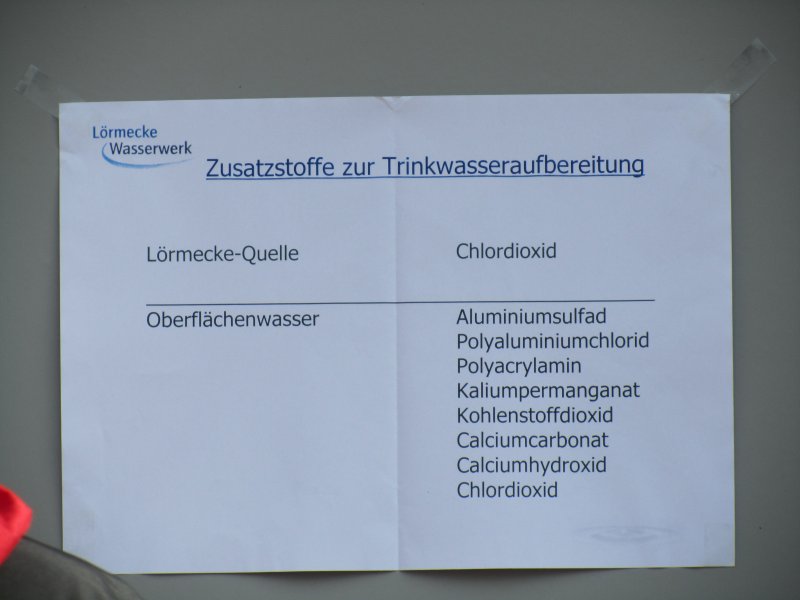 Lörmecke
Wasserwerk
Zusatzstoffe zur Trinkwasseraufbereitung
Lörmecke-Quelle
Chlordioxid
Oberflächenwasser
Aluminiumsulfad
Polyaluminiumchlorid
Polyacrylamin
Kaliumpermanganat
Kohlenstoffdioxid
Calciumcarbonat
Calciumhydroxid
Chlordioxid